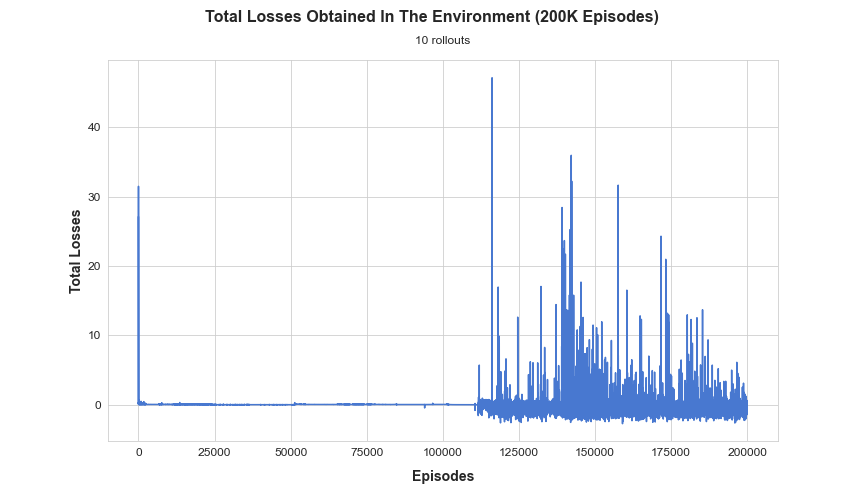 Total Losses Obtained In The Environment (200K Episodes)
10 rollouts
Total Losses
40
30
20
10
0
0 25000 50000 75000 100000 125000 150000 175000 200000
Episodes